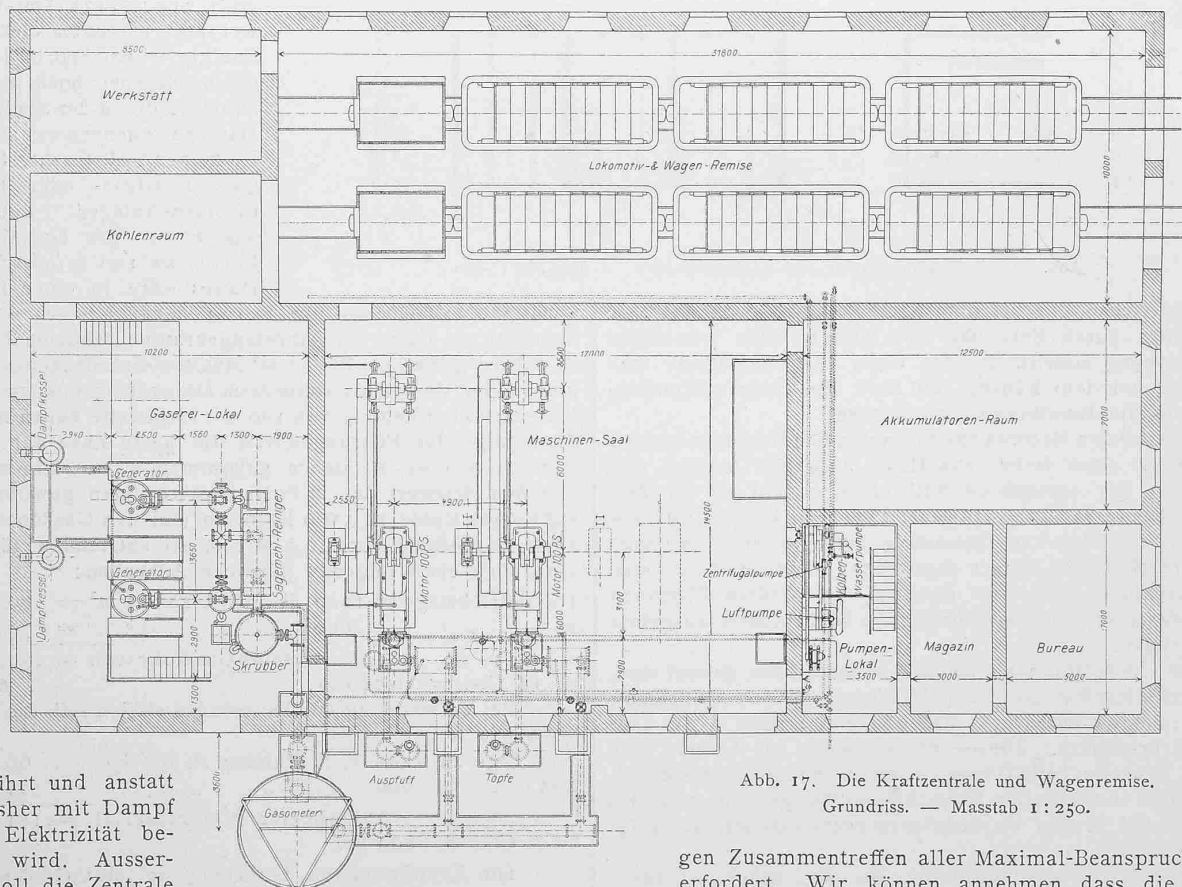 8500
31800
Werkstatt
Lokomotiv-& Wagen-Remise
10000
Kohlenraum
10200
17000
12500
3500
Gaserei-Lokal
Maschinen-Saal
Akkumulatoren-Raum
7000
Dampfkessel
2940
2500
1560
1300
1900
Generator
6000
2550
4900
14500
Sägemehl-Reiniger
3650
Motor 100 PS
Motor 100 PS
Zentrifugalpumpe
Kolben-
Wasserpumpe
Dampfkessel
Generator
3100
6000
Luftpumpe
2900
Skrubber
2900
Pumpen-
Lokal
Magazin
Bureau
7000
1300
3500
3000
5000
3600
Auspuff
Töpfe
Gasometer
ührt und anstatt
sher mit Dampf
Elektrizität be-
wird. Ausser-
oll die Zentrale
Abb. 17. Die Kraftzentrale und Wagenremise.
Grundriss. — Masstab 1 : 250.
gen Zusammentreffen aller Maximal-Beanspruc
erfordert. Wir können annehmen dass die